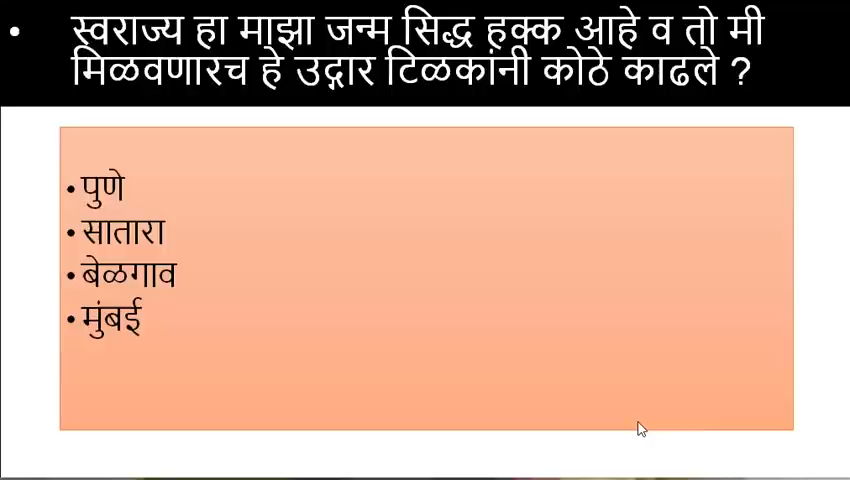 • स्वराज्य हा माझा जन्म सिद्ध हक्क आहे व तो मी
मिळवणारच हे उद्गार टिळकांनी कोठे काढले ?
• पुणे
• सातारा
• बेळगाव
• मुंबई